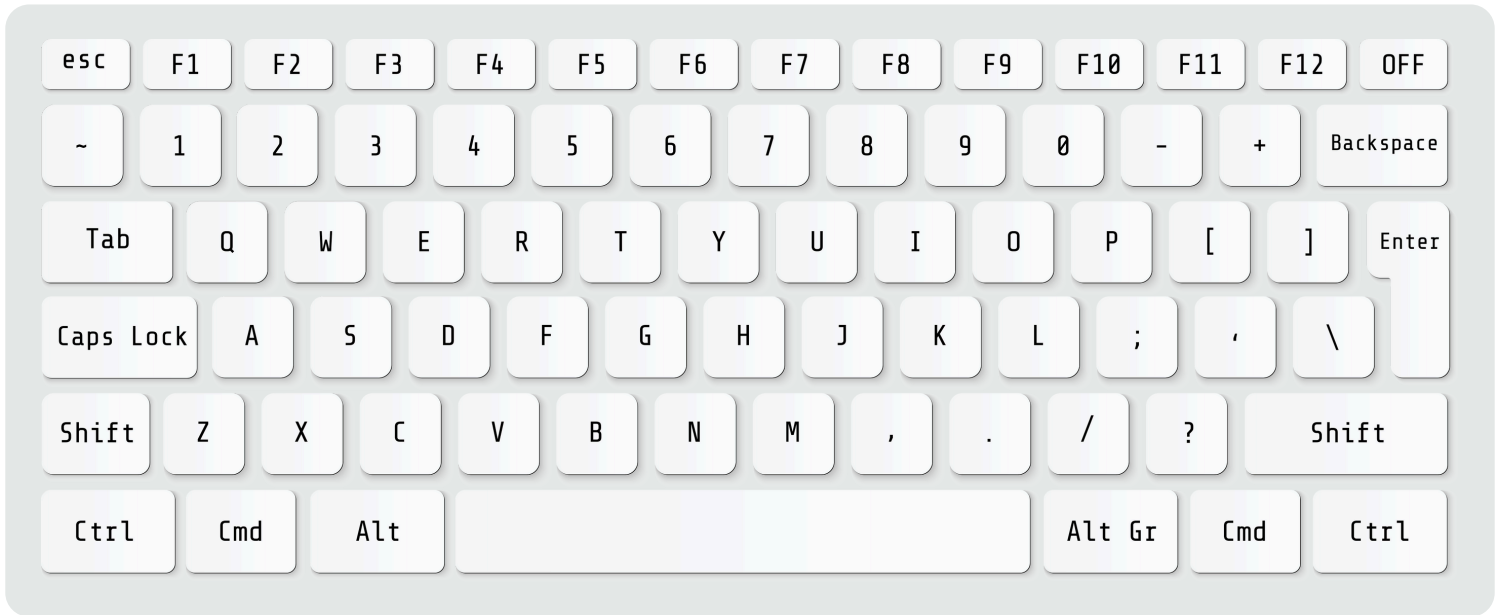 esc F1 F2 F3 F4 F5 F6 F7 F8 F9 F10 F11 F12 OFF
~ 1 2 3 4 5 6 7 8 9 0 - + Backspace
Tab Q W E R T Y U I O P [ ] Enter
Caps Lock A S D F G H J K L ; ‘ \
Shift Z X C V B N M , . / ? Shift
Ctrl Cmd Alt Alt Gr Cmd Ctrl